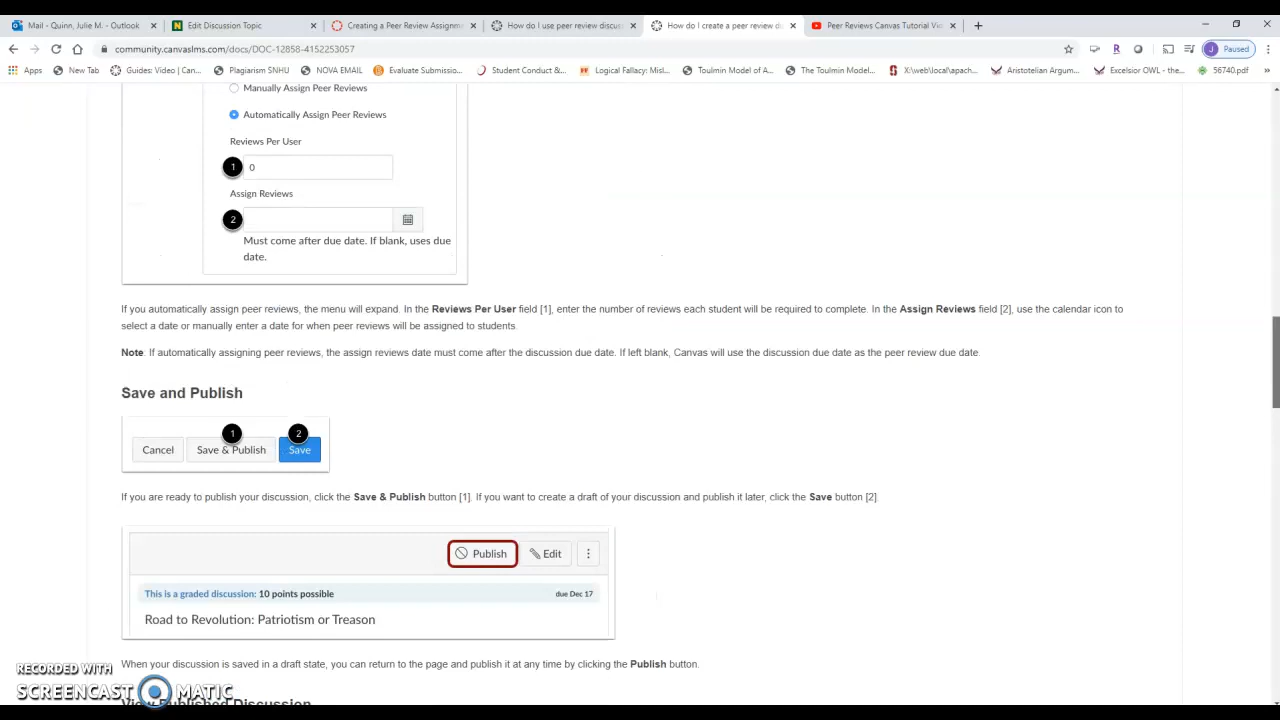 Mail - Quinn, Julie M. - Outlook
Edit Discussion Topic
Creating a Peer Review Assignm
How do I use peer review discus
How do I create a peer review di
Peer Reviews Canvas Tutorial Vi
community.canvaslms.com/docs/DOC-12858-4152253057
R
J Paused
Apps
New Tab
Guides: Video | Can...
Plagiarism SNHU
NOVA EMAIL
Evaluate Submissio...
Student Conduct &...
Logical Fallacy: Misl...
Toulmin Model of A...
The Toulmin Model...
X:\web\local\apach...
Aristotelian Argum...
Excelsior OWL - the...
56740.pdf
»
Manually Assign Peer Reviews
Automatically Assign Peer Reviews
Reviews Per User
1 0
Assign Reviews
2
Must come after due date. If blank, uses due
date.
If you automatically assign peer reviews, the menu will expand. In the Reviews Per User field [1], enter the number of reviews each student will be required to complete. In the Assign Reviews field [2], use the calendar icon to
select a date or manually enter a date for when peer reviews will be assigned to students.
Note: If automatically assigning peer reviews, the assign reviews date must come after the discussion due date. If left blank, Canvas will use the discussion due date as the peer review due date.
Save and Publish
1 2
Cancel Save & Publish Save
If you are ready to publish your discussion, click the Save & Publish button [1]. If you want to create a draft of your discussion and publish it later, click the Save button [2].
Publish Edit
This is a graded discussion: 10 points possible due Dec 17
Road to Revolution: Patriotism or Treason
When your discussion is saved in a draft state, you can return to the page and publish it at any time by clicking the Publish button.
View Published Discussion
RECORDED WITH
SCREENCAST MATIC